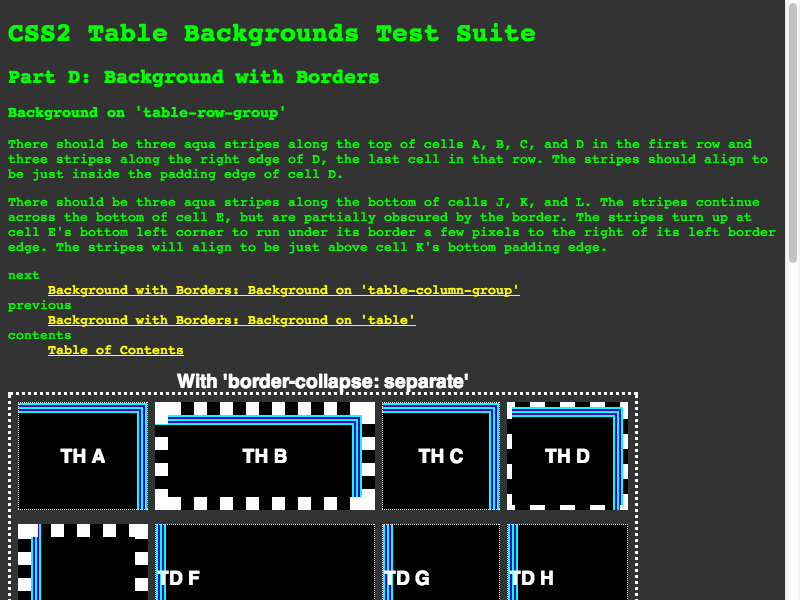 CSS2 Table Backgrounds Test Suite
Part D: Background with Borders
Background on 'table-row-group'
There should be three aqua stripes along the top of cells A, B, C, and D in the first row and
three stripes along the right edge of D, the last cell in that row. The stripes should align to
be just inside the padding edge of cell D.
There should be three aqua stripes along the bottom of cells J, K, and L. The stripes continue
across the bottom of cell E, but are partially obscured by the border. The stripes turn up at
cell E's bottom left corner to run under its border a few pixels to the right of its left border
edge. The stripes will align to be just above cell K's bottom padding edge.
next
Background with Borders: Background on 'table-column-group'
previous
Background with Borders: Background on 'table'
contents
Table of Contents
With 'border-collapse: separate'
TH A TH B TH C TH D
TD F TD G TD H